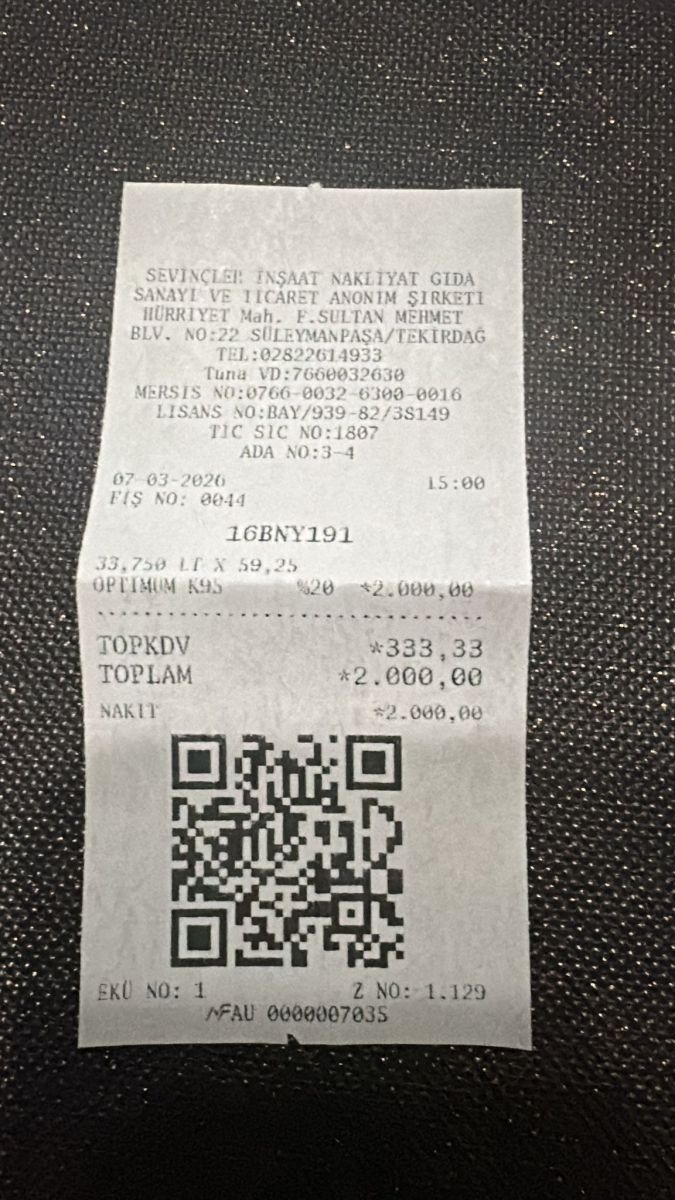 SEVİNÇLER İNŞAAT NAKLİYAT GIDA
SANAYİ VE TİCARET ANONİM ŞİRKETİ
HÜRRİYET Mah. F.SULTAN MEHMET
BLV. NO:22 SÜLEYMANPAŞA/TEKİRDAĞ
TEL:02822614933
Tuna VD:7660032630
MERSİS NO:0766-0032-6300-0016
LİSANS NO:BAY/939-82/38149
TİC SİC NO:1807
ADA NO:3-4
07-03-2026 15:00
FİŞ NO: 0044
16BNY191
33,750 LT X 59,25
OPTIMUM K95 %20 *2.000,00
TOPKDV *333,33
TOPLAM *2.000,00
NAKİT *2.000,00
EKÜ NO: 1 Z NO: 1.129
FAU 0000007035